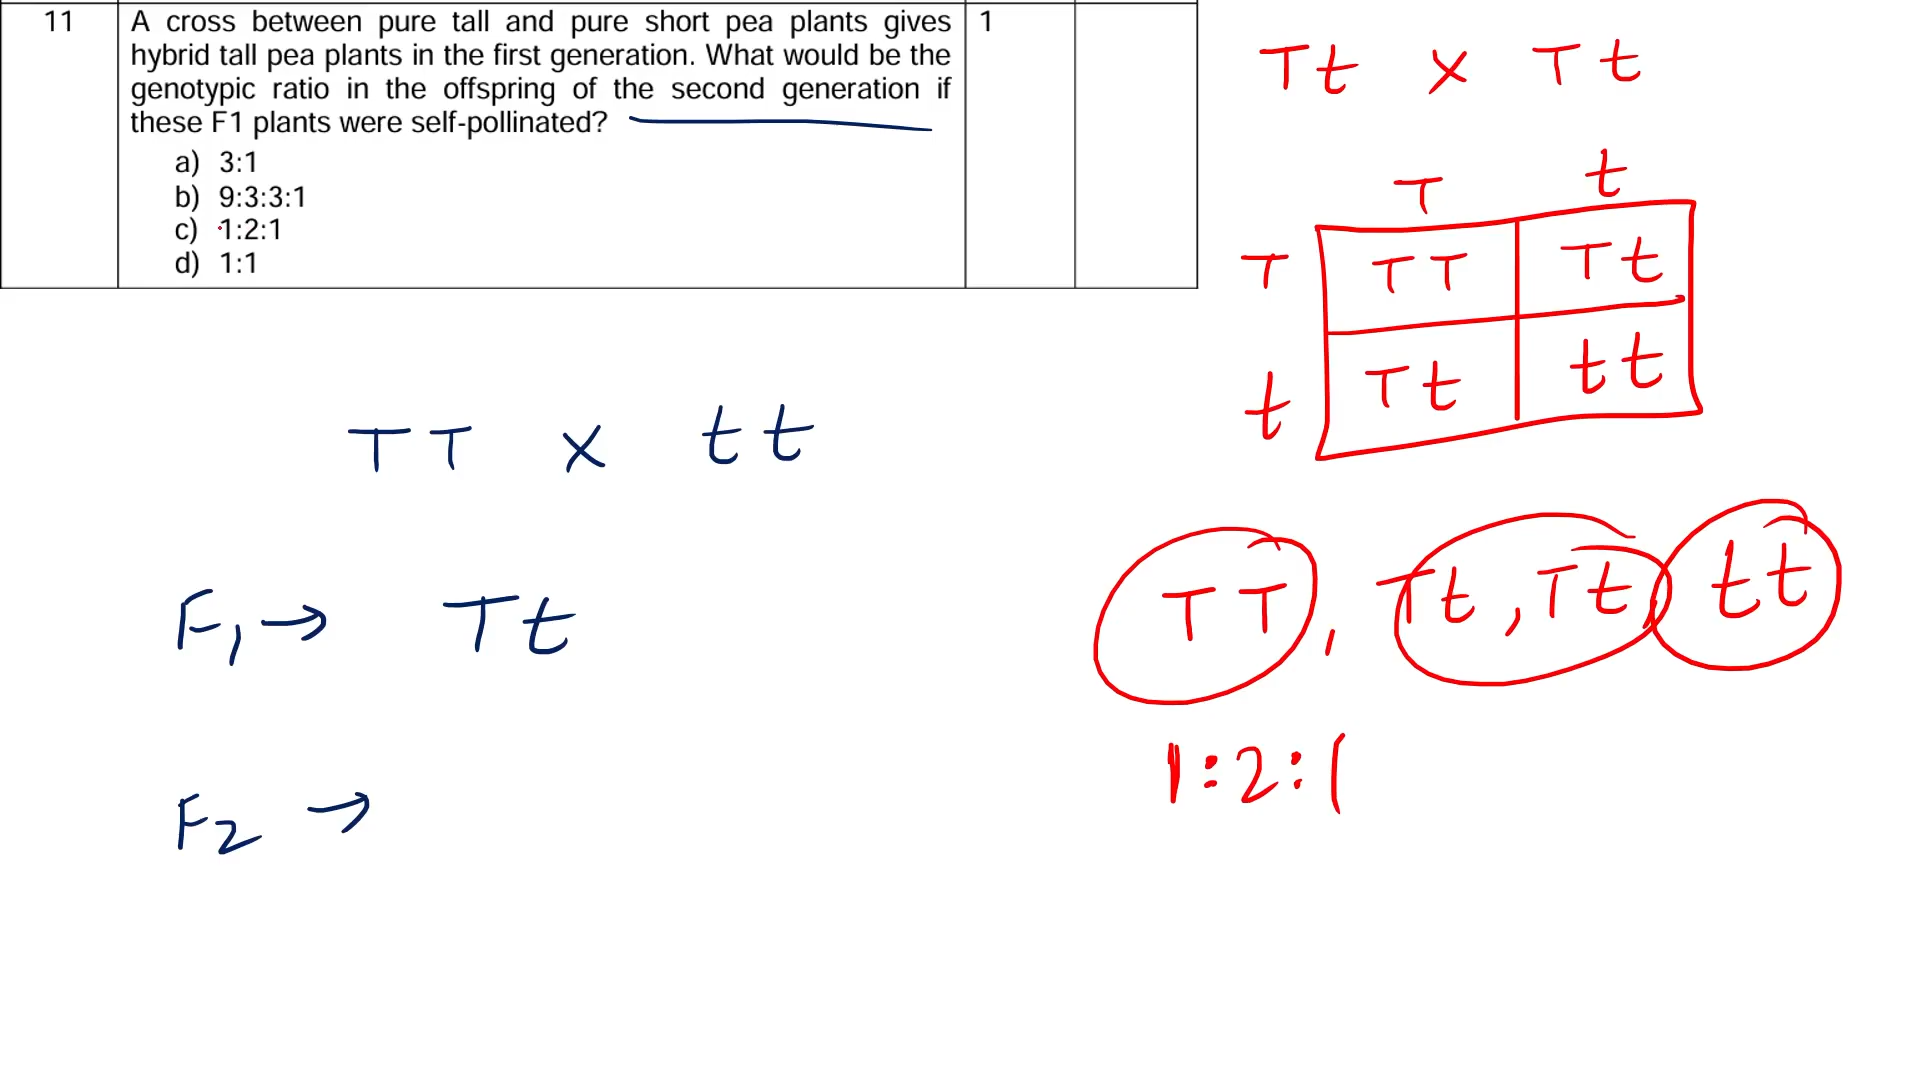 11
A cross between pure tall and pure short pea plants gives
hybrid tall pea plants in the first generation. What would be the
genotypic ratio in the offspring of the second generation if
these F1 plants were self-pollinated?
a) 3:1
b) 9:3:3:1
c) 1:2:1
d) 1:1
1
TT x tt
F1 → Tt
F2 →
Tt x Tt
T t
T TT Tt
t Tt tt
TT, Tt, Tt, tt
1:2:1